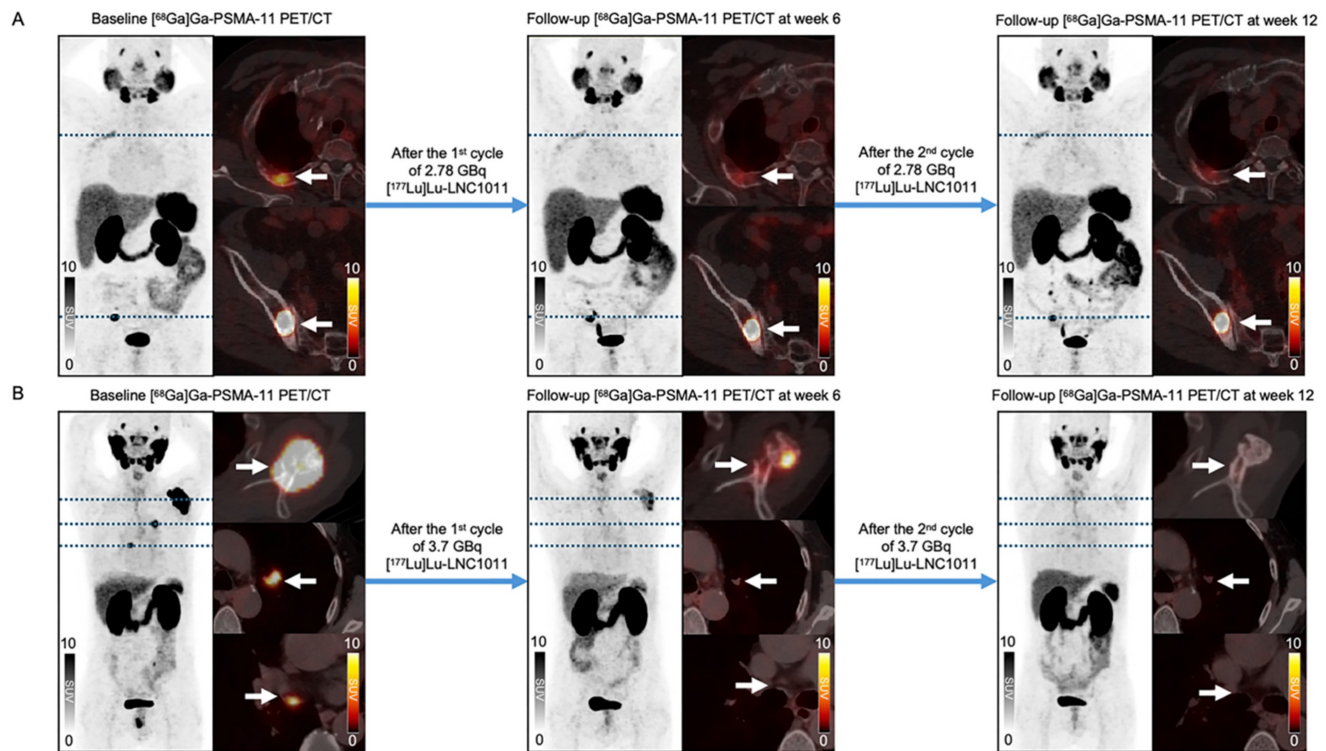 A
Baseline [⁶⁸Ga]Ga-PSMA-11 PET/CT
Follow-up [⁶⁸Ga]Ga-PSMA-11 PET/CT at week 6
Follow-up [⁶⁸Ga]Ga-PSMA-11 PET/CT at week 12
After the 1ˢᵗ cycle
of 2.78 GBq
[¹⁷⁷Lu]Lu-LNC1011
After the 2ⁿᵈ cycle
of 2.78 GBq
[¹⁷⁷Lu]Lu-LNC1011
10
SUV
0
10
SUV
0
10
SUV
0
10
SUV
0
10
SUV
0
10
SUV
0
B
Baseline [⁶⁸Ga]Ga-PSMA-11 PET/CT
Follow-up [⁶⁸Ga]Ga-PSMA-11 PET/CT at week 6
Follow-up [⁶⁸Ga]Ga-PSMA-11 PET/CT at week 12
After the 1ˢᵗ cycle
of 3.7 GBq
[¹⁷⁷Lu]Lu-LNC1011
After the 2ⁿᵈ cycle
of 3.7 GBq
[¹⁷⁷Lu]Lu-LNC1011
10
SUV
0
10
SUV
0
10
SUV
0
10
SUV
0
10
SUV
0
10
SUV
0